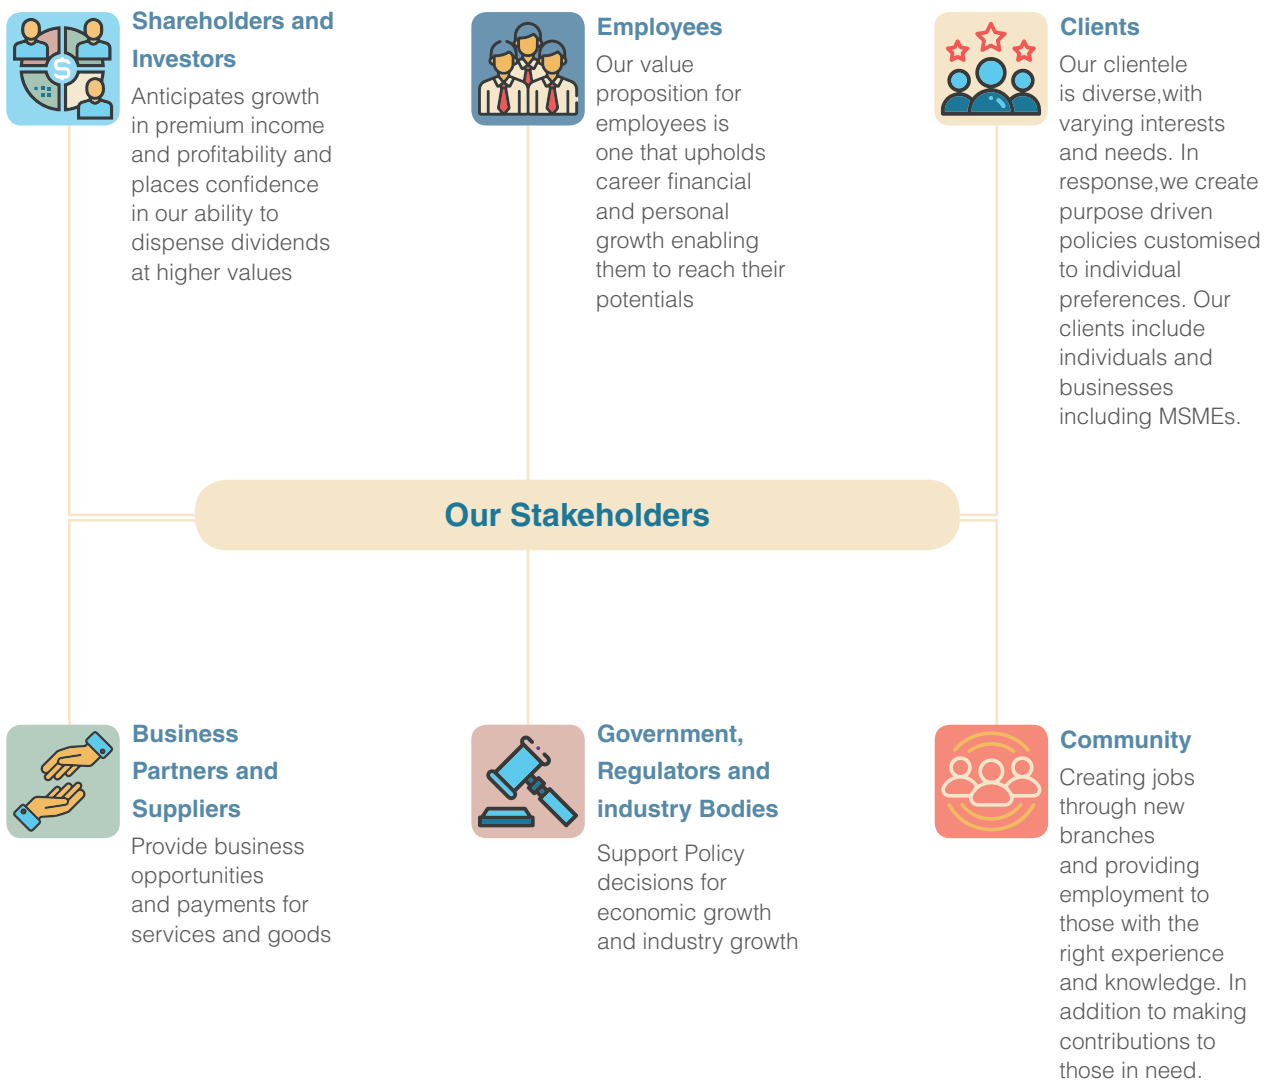 Shareholders and
Investors
Anticipates growth
in premium income
and profitability and
places confidence
in our ability to
dispense dividends
at higher values
Employees
Our value
proposition for
employees is
one that upholds
career financial
and personal
growth enabling
them to reach their
potentials
Clients
Our clientele
is diverse,with
varying interests
and needs. In
response,we create
purpose driven
policies customised
to individual
preferences. Our
clients include
individuals and
businesses
including MSMEs.
Our Stakeholders
Business
Partners and
Suppliers
Provide business
opportunities
and payments for
services and goods
Government,
Regulators and
industry Bodies
Support Policy
decisions for
economic growth
and industry growth
Community
Creating jobs
through new
branches
and providing
employment to
those with the
right experience
and knowledge. In
addition to making
contributions to
those in need.